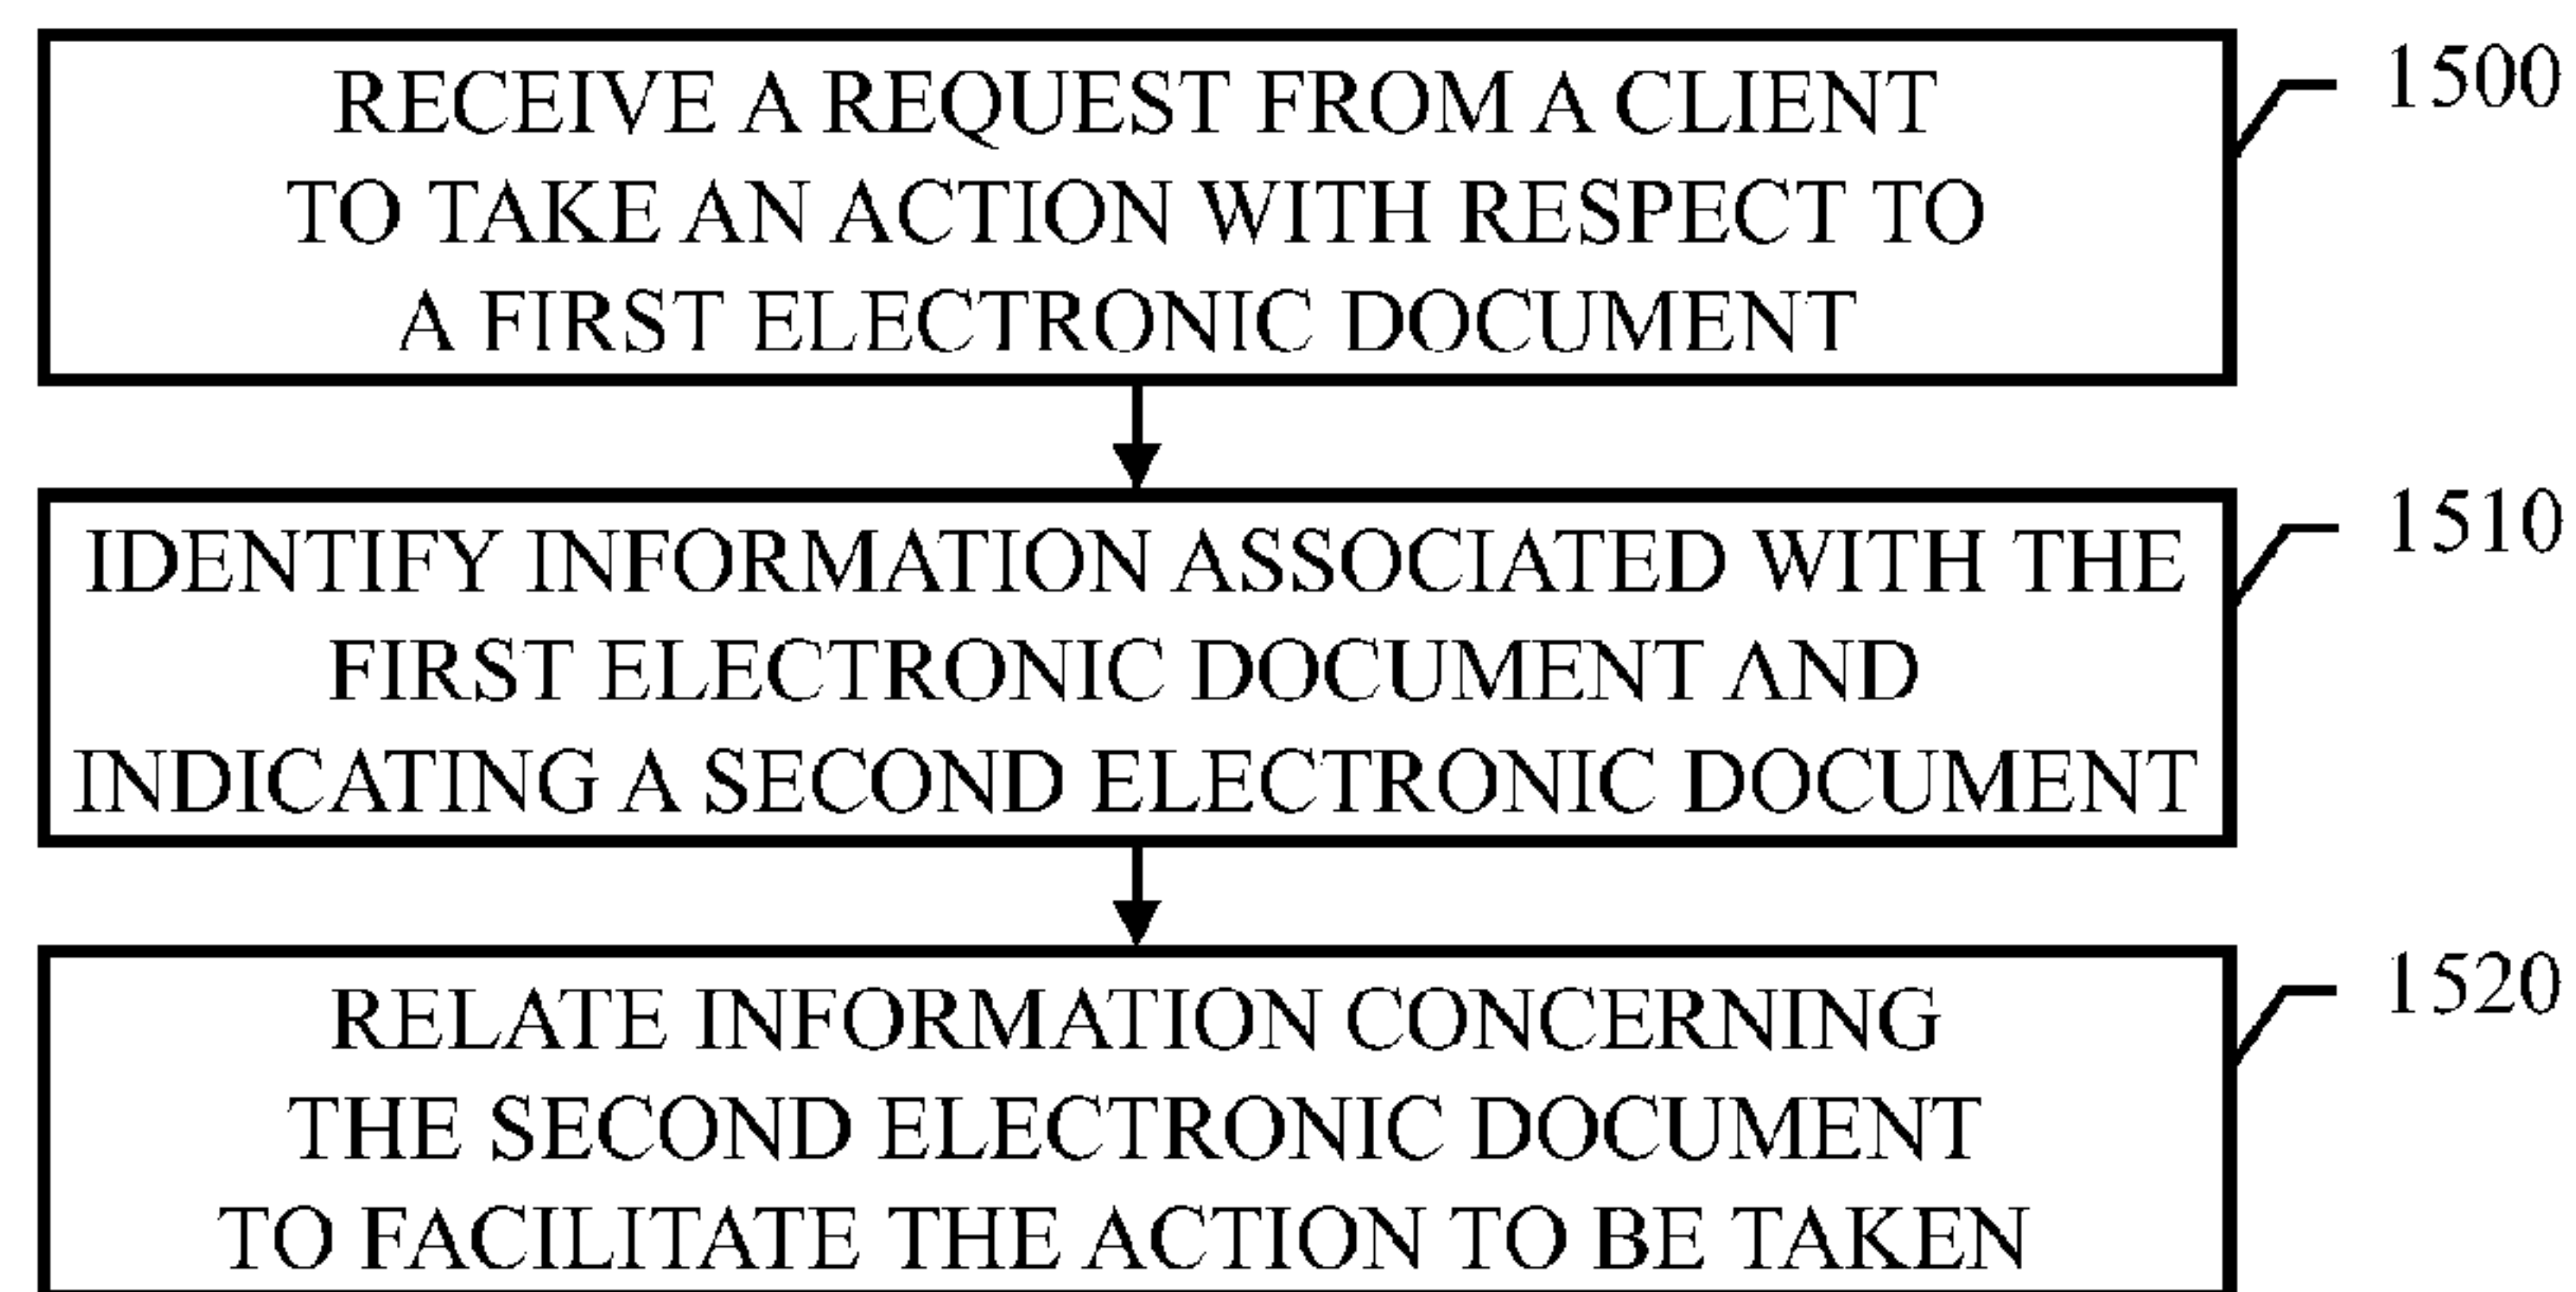 RECEIVE A REQUEST FROM A CLIENT
TO TAKE AN ACTION WITH RESPECT TO
A FIRST ELECTRONIC DOCUMENT
1500
IDENTIFY INFORMATION ASSOCIATED WITH THE
FIRST ELECTRONIC DOCUMENT AND
INDICATING A SECOND ELECTRONIC DOCUMENT
1510
RELATE INFORMATION CONCERNING
THE SECOND ELECTRONIC DOCUMENT
TO FACILITATE THE ACTION TO BE TAKEN
1520